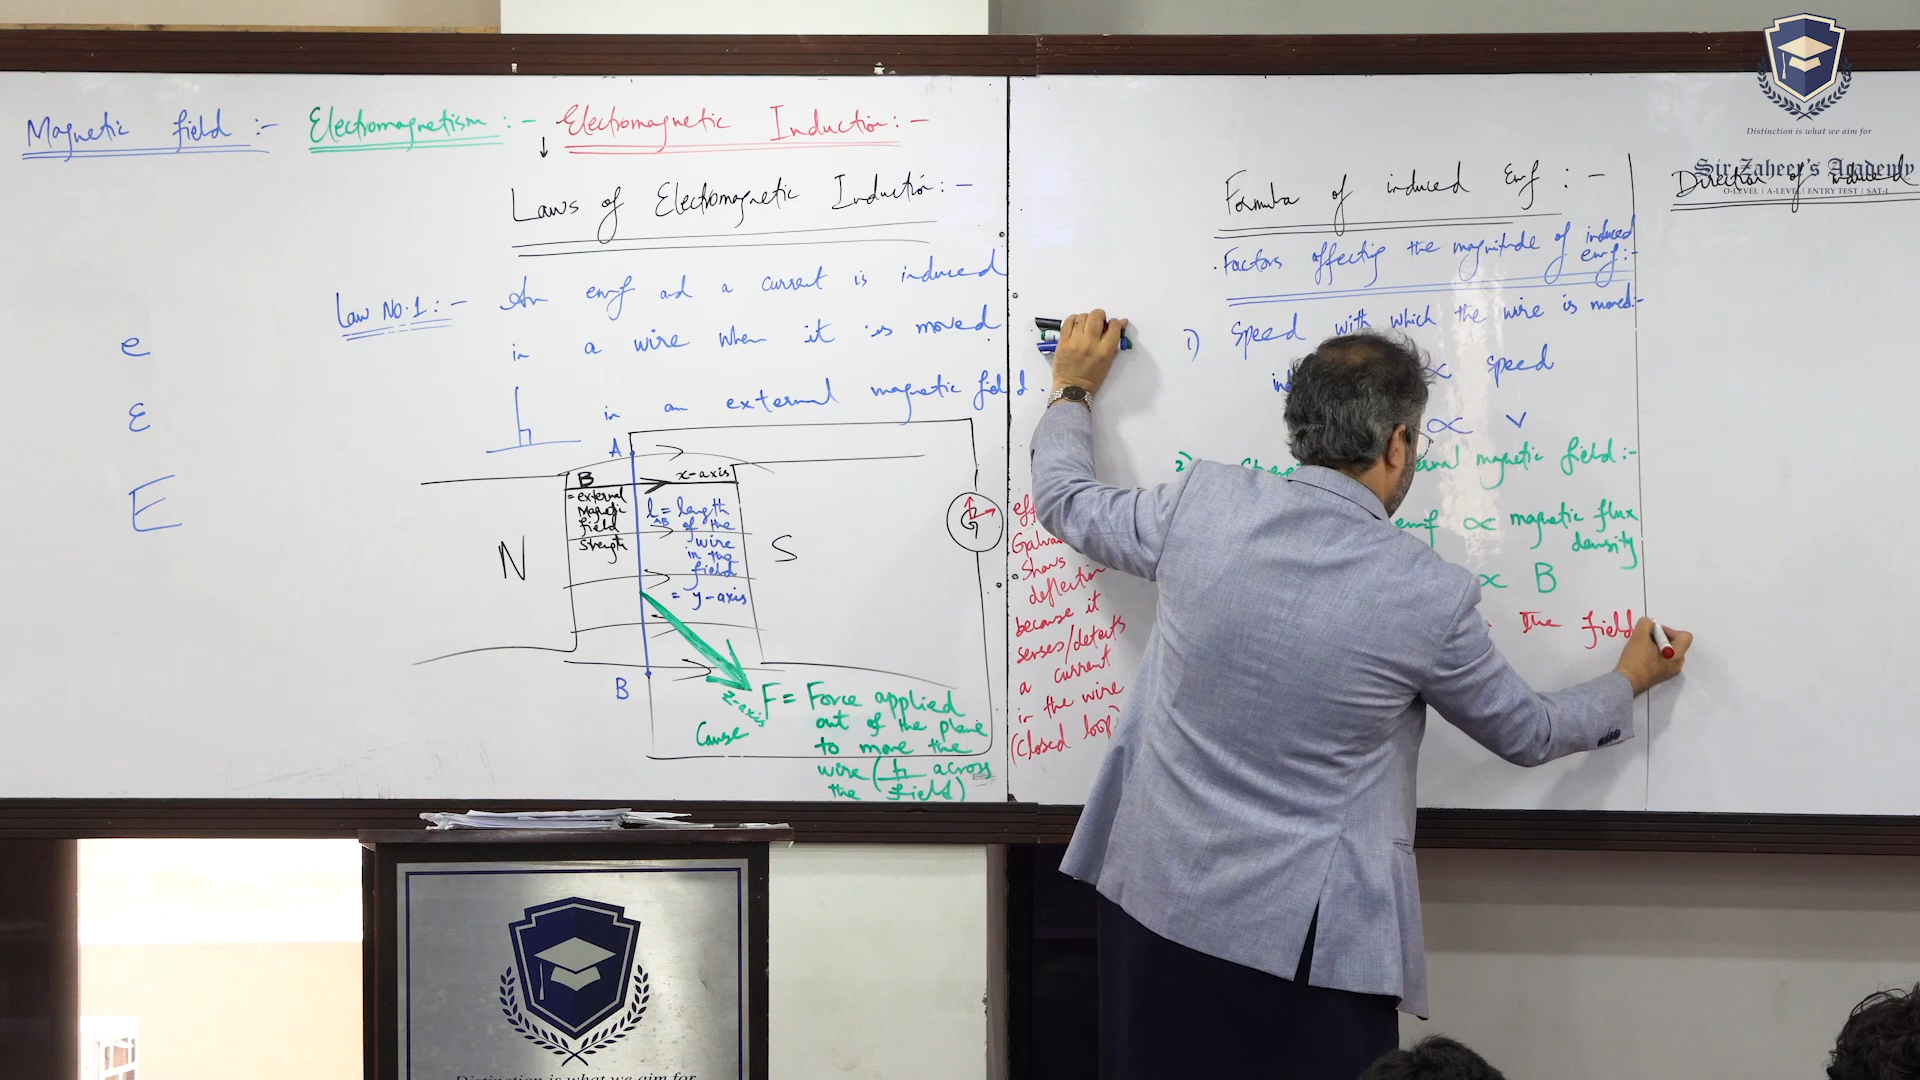 Magnetic field :-
Electromagnetism :-
Electromagnetic Induction :-
Laws of Electromagnetic Induction :-
Law No.1 :- An emf and a current is induced
in a wire when it is moved
in an external magnetic field.
e
ε
E
A
B
= external
Magnetic
field
strength
x-axis
l = length
AB
of the
wire
in the
field
= y-axis
N
S
G
B
z-axis
Cause
F = Force applied
out of the plane
to move the
wire (⊥ across
the field)
Galva
Shows
deflection
because it
senses/detects
a current
in the wire
(Closed loop)
Formula of induced Emf :-
Factors affecting the magnitude of induced
emf :-
1) Speed with which the wire is moved:-
∝ speed
∝ v
2) magnetic field :-
emf ∝ magnetic flux
density
∝ B
The field
Direction of induced
Distinction is what we aim for
Sir Zaheer's Academy
O-LEVEL | A-LEVEL | ENTRY TEST | SAT-I
Distinction is what we aim for